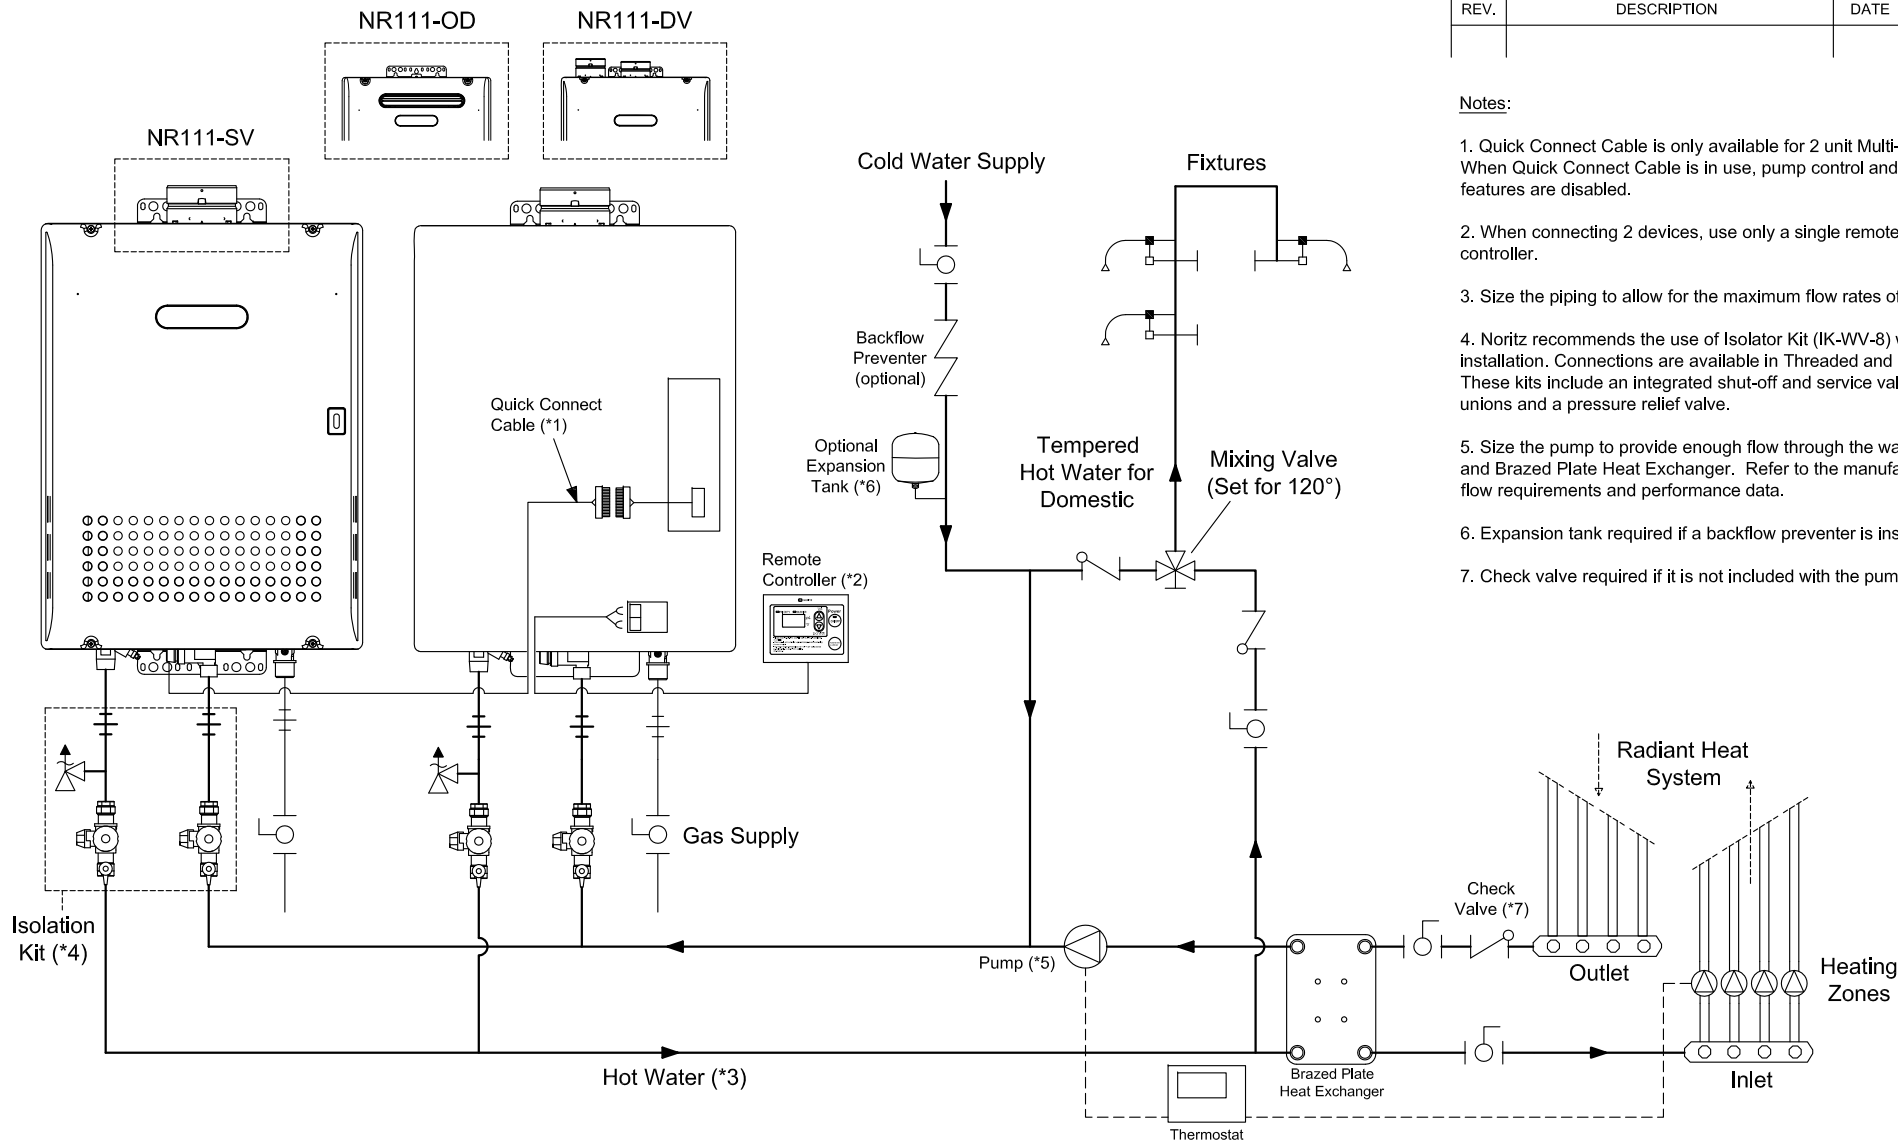 NR111-OD
NR111-DV
NR111-SV
REV.
DESCRIPTION
DATE
Notes:
1. Quick Connect Cable is only available for 2 unit Multi-
When Quick Connect Cable is in use, pump control and
features are disabled.
2. When connecting 2 devices, use only a single remote
controller.
3. Size the piping to allow for the maximum flow rates of
4. Noritz recommends the use of Isolator Kit (IK-WV-8)
installation. Connections are available in Threaded and
These kits include an integrated shut-off and service
unions and a pressure relief valve.
5. Size the pump to provide enough flow through the
and Brazed Plate Heat Exchanger. Refer to the
flow requirements and performance data.
6. Expansion tank required if a backflow preventer is
7. Check valve required if it is not included with the
Cold Water Supply
Fixtures
Backflow
Preventer
(optional)
Quick Connect
Cable (*1)
Optional
Expansion
Tank (*6)
Tempered
Hot Water for
Domestic
Mixing Valve
(Set for 120°)
Remote
Controller (*2)
Power
Gas Supply
Isolation
Kit (*4)
Radiant Heat
System
Check
Valve (*7)
Pump (*5)
Outlet
Heating
Zones
Hot Water (*3)
Brazed Plate
Heat Exchanger
Inlet
Thermostat